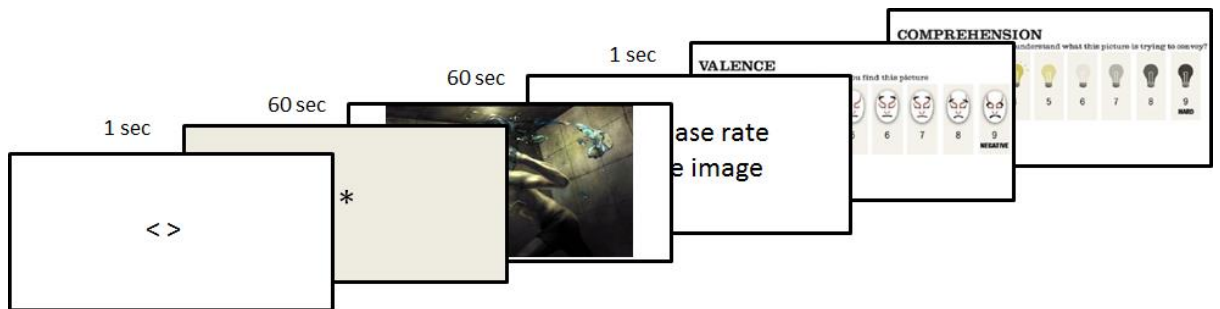 1 sec
< >
60 sec
*
60 sec
1 sec
ase rate
e image
VALENCE
ou find this picture
6 7 8 9
NEGATIVE
COMPREHENSION
understand what this picture is trying to convey?
5 6 7 8 9
HARD